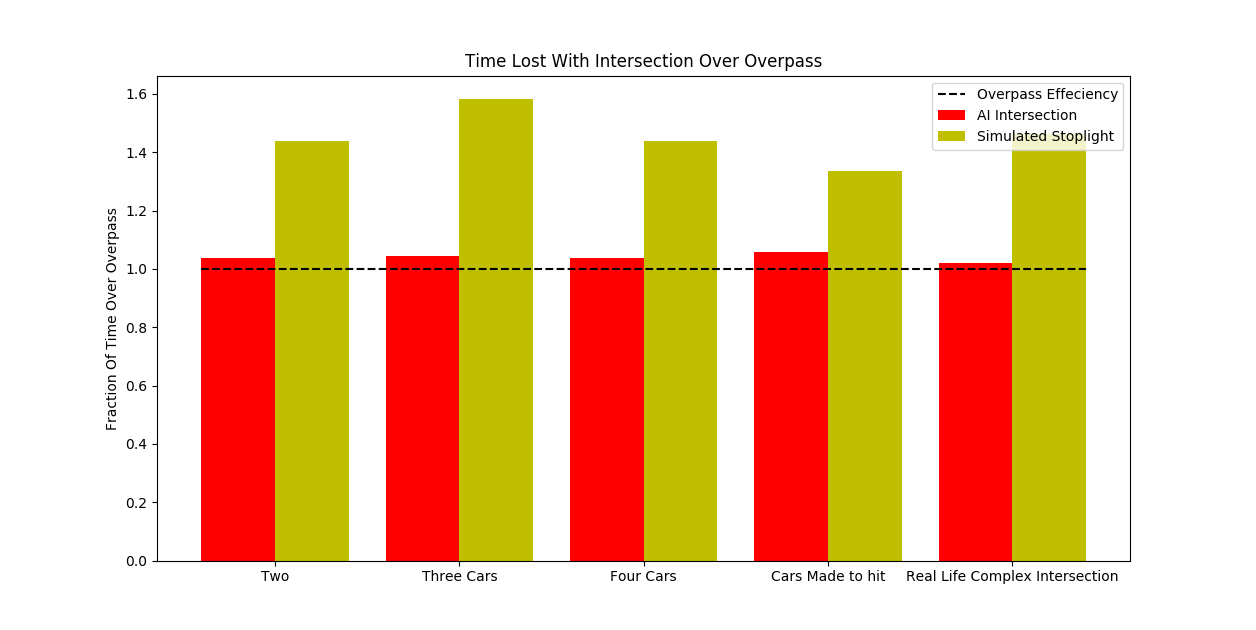 Time Lost With Intersection Over Overpass
Fraction Of Time Over Overpass
1.6
1.4
1.2
1.0
0.8
0.6
0.4
0.2
0.0
Overpass Effeciency
AI Intersection
Simulated Stoplight
Two
Three Cars
Four Cars
Cars Made to hit
Real Life Complex Intersection